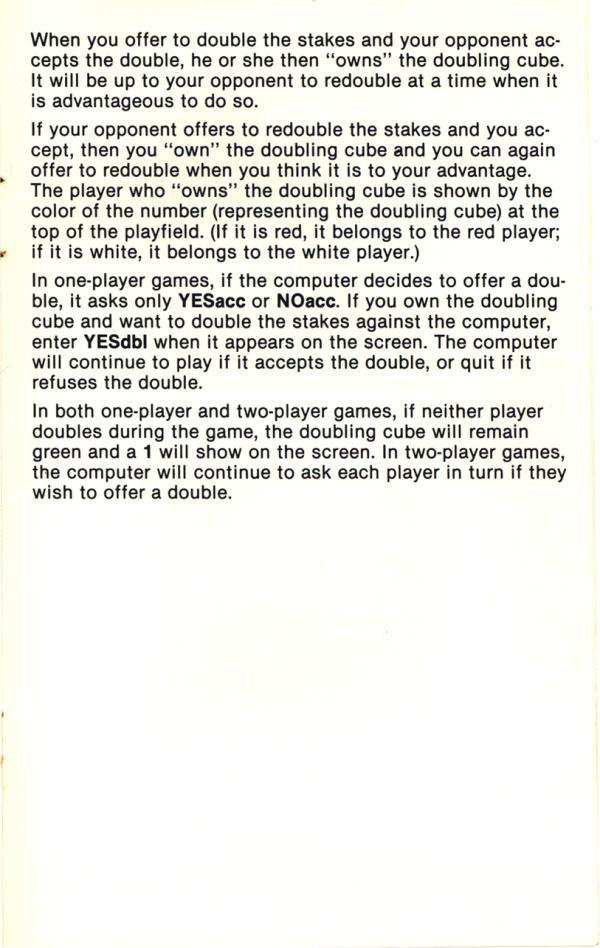 When you offer to double the stakes and your opponent ac-
cepts the double, he or she then “owns” the doubling cube.
It will be up to your opponent to redouble at a time when it
is advantageous to do so.
If your opponent offers to redouble the stakes and you ac-
cept, then you “own” the doubling cube and you can again
offer to redouble when you think it is to your advantage.
The player who “owns” the doubling cube is shown by the
color of the number (representing the doubling cube) at the
top of the playfield. (If it is red, it belongs to the red player;
if it is white, it belongs to the white player.)
In one-player games, if the computer decides to offer a dou-
ble, it asks only YESacc or NOacc. If you own the doubling
cube and want to double the stakes against the computer,
enter YESdbl when it appears on the screen. The computer
will continue to play if it accepts the double, or quit if it
refuses the double.
In both one-player and two-player games, if neither player
doubles during the game, the doubling cube will remain
green and a 1 will show on the screen. In two-player games,
the computer will continue to ask each player in turn if they
wish to offer a double.